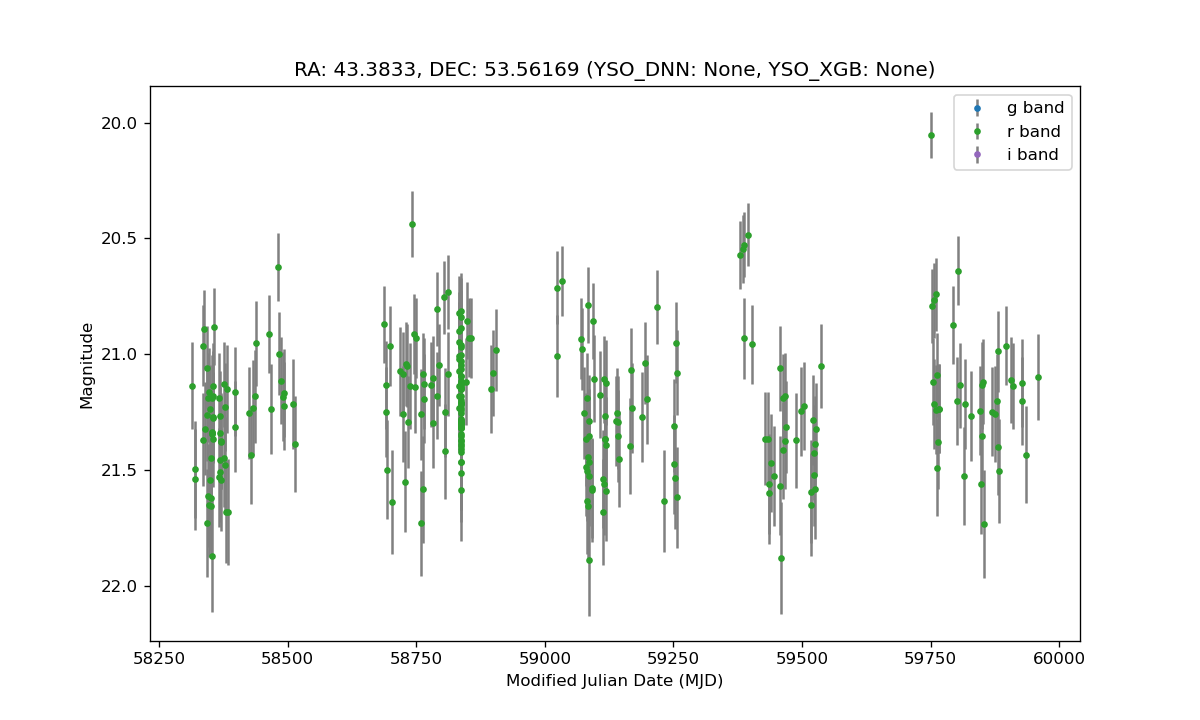 RA: 43.3833, DEC: 53.56169 (YSO_DNN: None, YSO_XGB: None)
g band
r band
i band
20.0
20.5
21.0
21.5
22.0
Magnitude
58250 58500 58750 59000 59250 59500 59750 60000
Modified Julian Date (MJD)